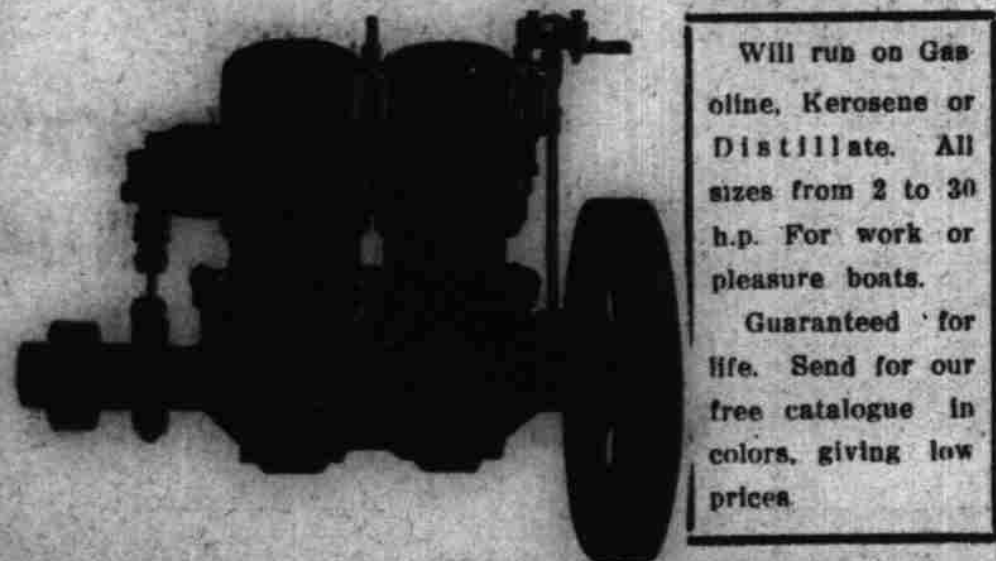 Will run on Gas
oline, Kerosene or
Distillate. All
sizes from 2 to 30
h.p. For work or
pleasure boats.
Guaranteed for
life. Send for our
free catalogue in
colors, giving low
prices